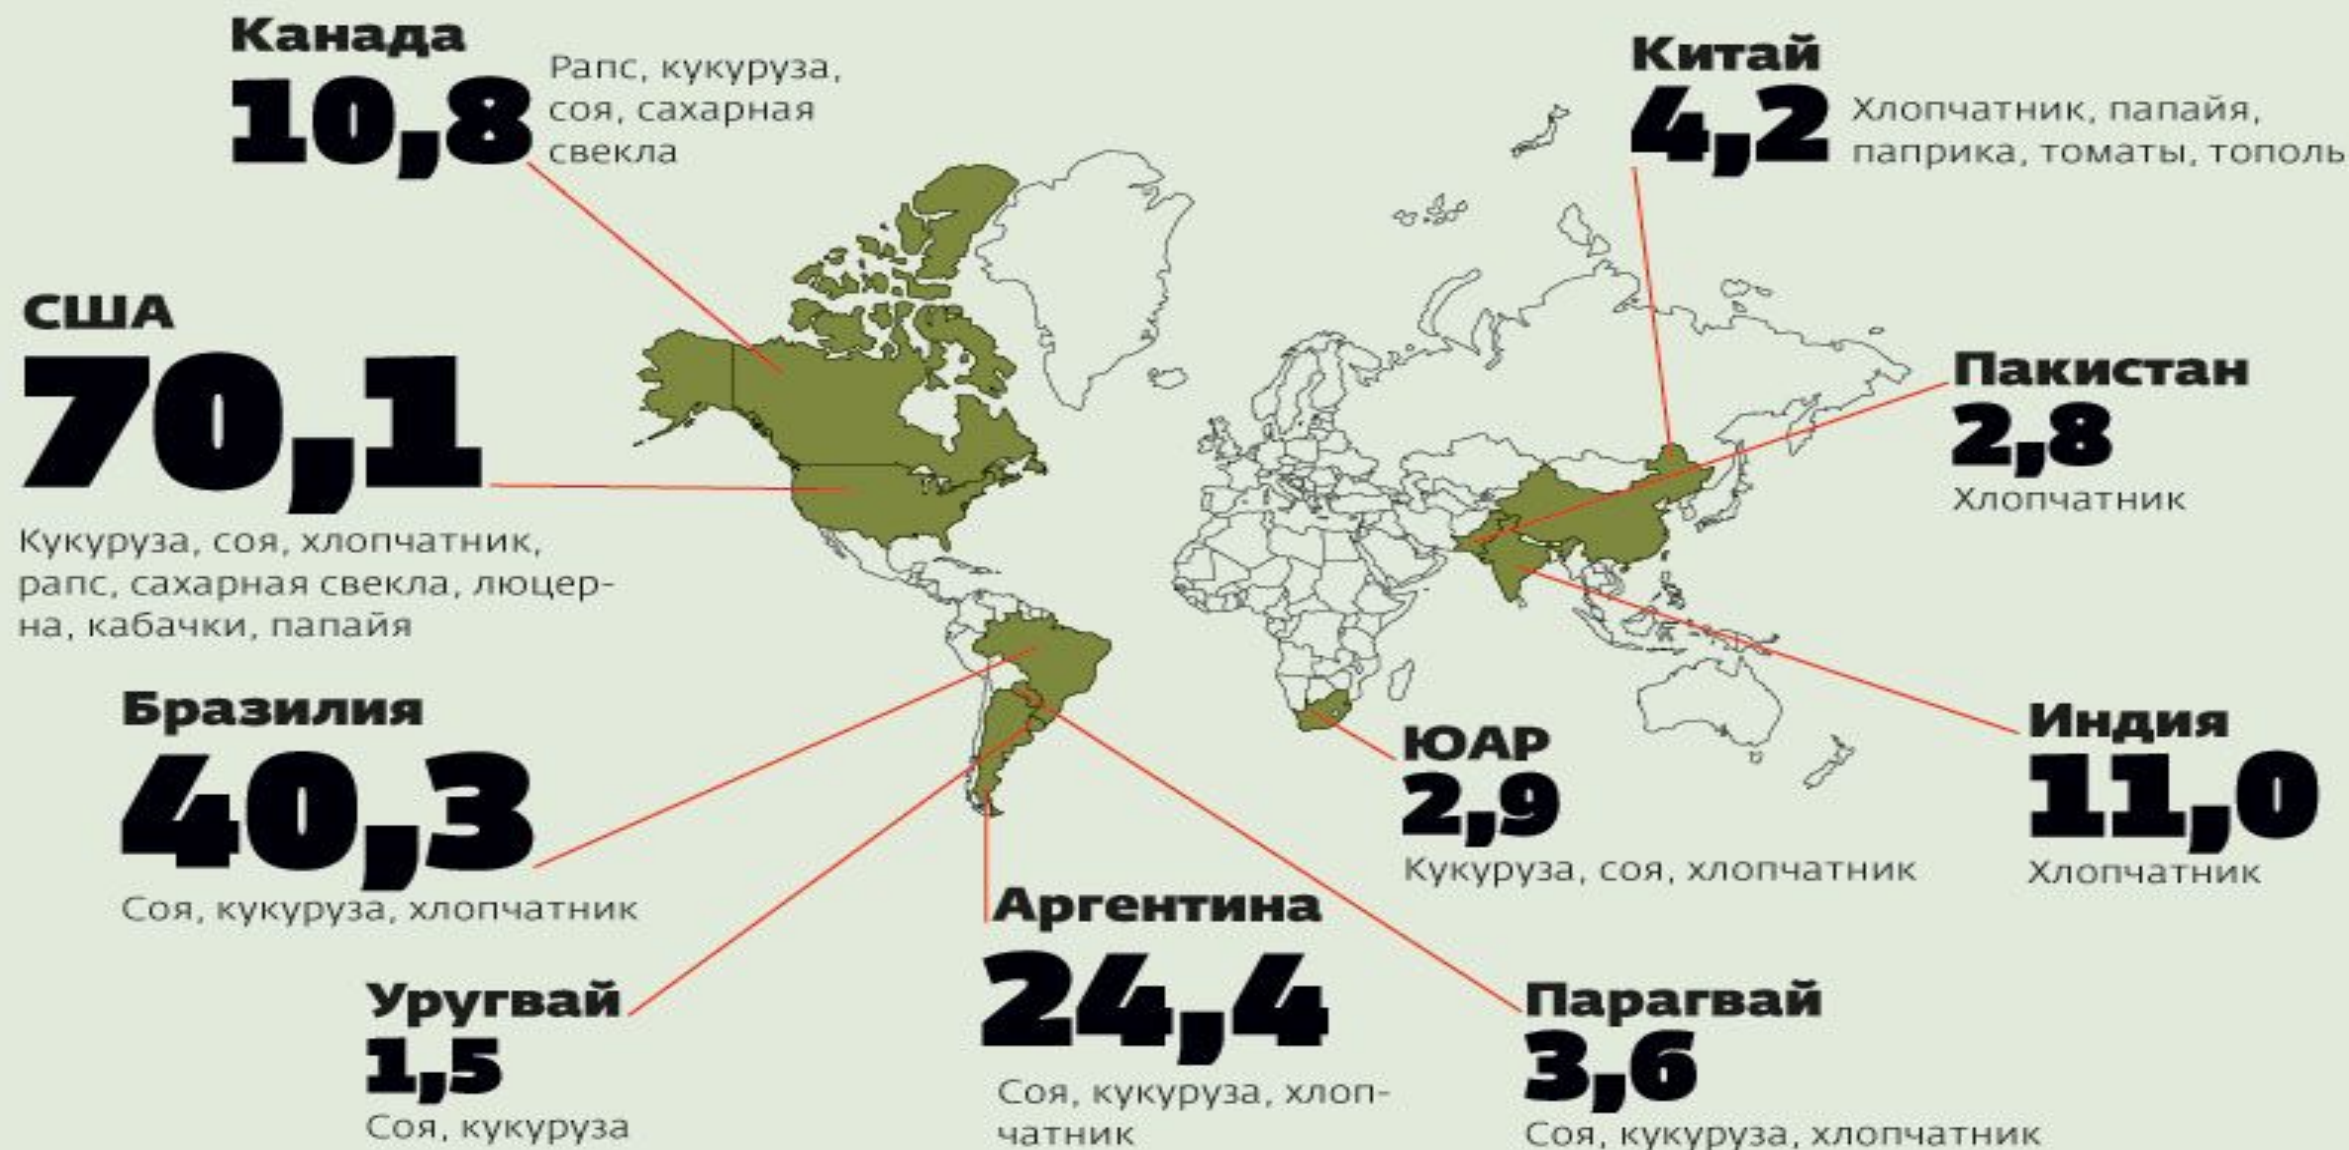 Канада
10,8
Рапс, кукуруза,
соя, сахарная
свекла
Китай
4,2
Хлопчатник, папайя,
паприка, томаты, тополь
США
70,1
Кукуруза, соя, хлопчатник,
рапс, сахарная свекла, люцер-
на, кабачки, папайя
Пакистан
2,8
Хлопчатник
Бразилия
40,3
Соя, кукуруза, хлопчатник
ЮАР
2,9
Кукуруза, соя, хлопчатник
Индия
11,0
Хлопчатник
Уругвай
1,5
Соя, кукуруза
Аргентина
24,4
Соя, кукуруза, хлоп-
чатник
Парагвай
3,6
Соя, кукуруза, хлопчатник